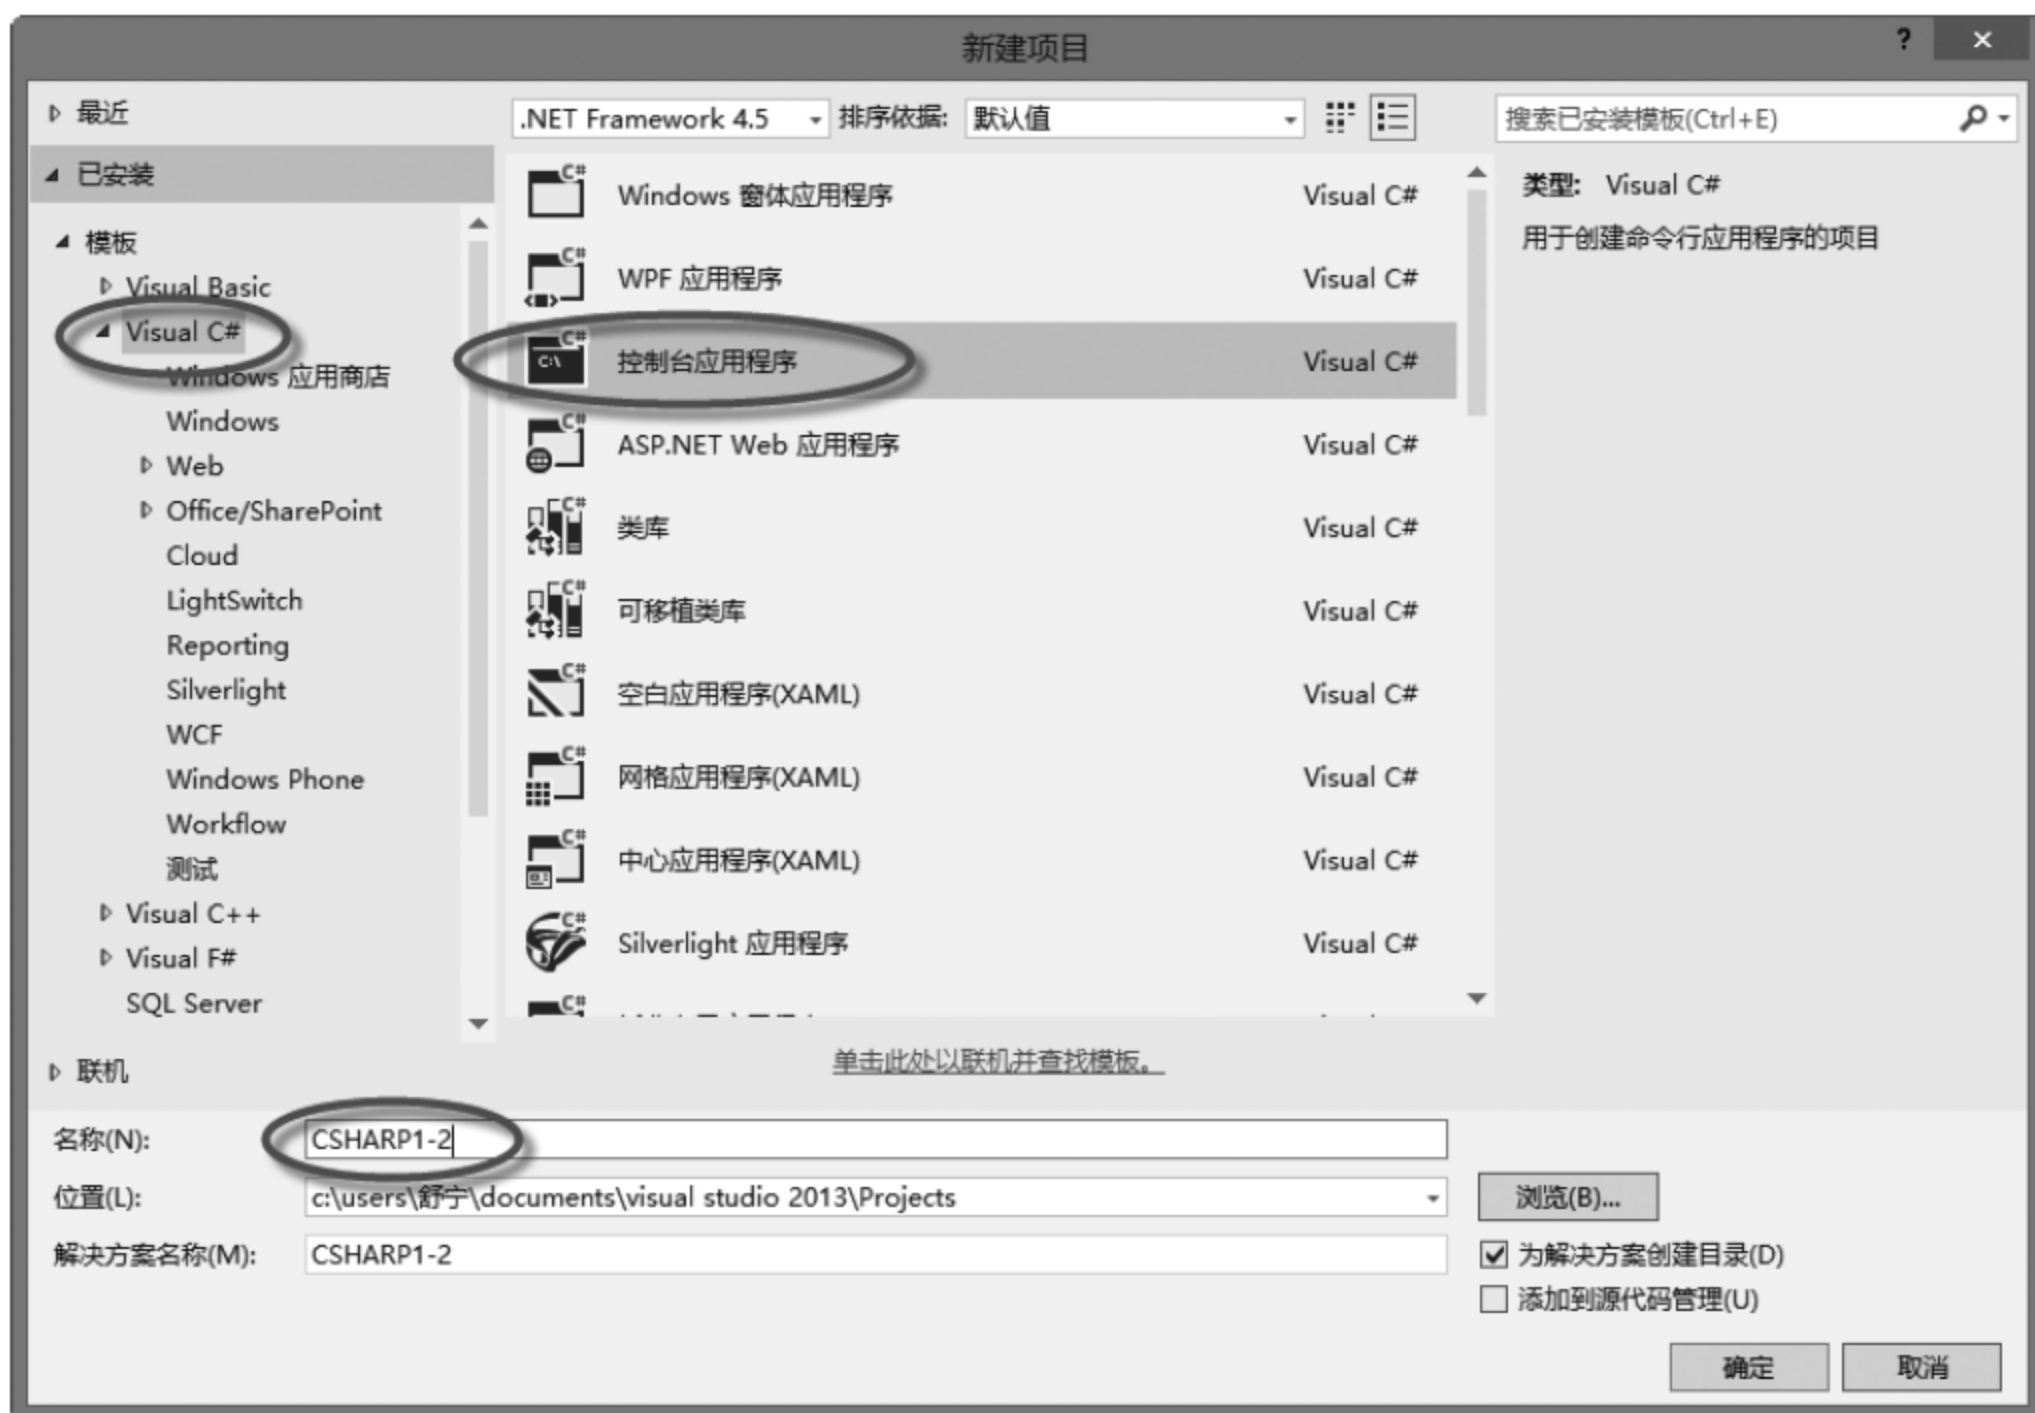 新建项目
?
最近
.NET Framework 4.5
排序依据:
默认值
搜索已安装模板(Ctrl+E)
已安装
模板
Visual Basic
Visual C#
Windows 应用商店
Windows
Web
Office/SharePoint
Cloud
LightSwitch
Reporting
Silverlight
WCF
Windows Phone
Workflow
测试
Visual C++
Visual F#
SQL Server
联机
C# Windows 窗体应用程序 Visual C#
C# WPF 应用程序 Visual C#
C# C:\ 控制台应用程序 Visual C#
C# ASP.NET Web 应用程序 Visual C#
C# 类库 Visual C#
C# 可移植类库 Visual C#
C# 空白应用程序(XAML) Visual C#
C# 网格应用程序(XAML) Visual C#
C# 中心应用程序(XAML) Visual C#
C# Silverlight 应用程序 Visual C#
C#
单击此处以联机并查找模板。
类型: Visual C#
用于创建命令行应用程序的项目
名称(N): CSHARP1-2
位置(L): c:\users\舒宁\documents\visual studio 2013\Projects
浏览(B)...
解决方案名称(M): CSHARP1-2
为解决方案创建目录(D)
添加到源代码管理(U)
确定
取消